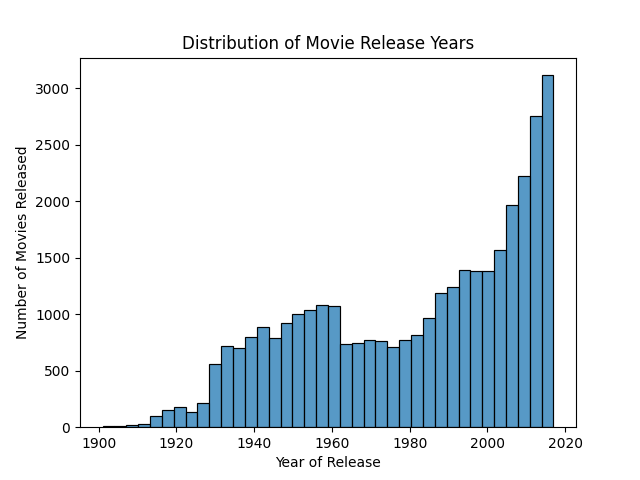 Distribution of Movie Release Years
3000
2500
2000
1500
1000
500
0
Number of Movies Released
1900 1920 1940 1960 1980 2000 2020
Year of Release